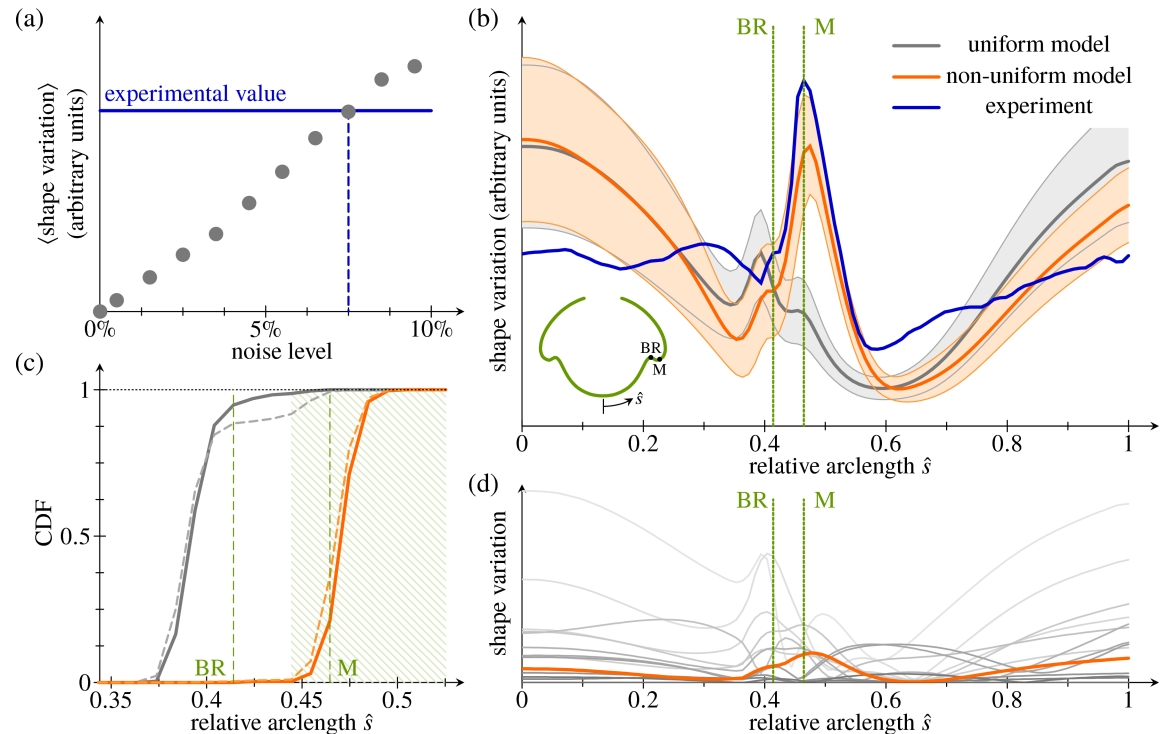 (a)
⟨shape variation⟩
(arbitrary units)
experimental value
0%
5%
10%
noise level
(b)
BR
M
uniform model
non-uniform model
experiment
shape variation (arbitrary units)
BR
M
ŝ
0
0.2
0.4
0.6
0.8
1
relative arclength ŝ
(c)
1
0.5
0
CDF
BR
M
0.35
0.4
0.45
0.5
relative arclength ŝ
(d)
BR
M
shape variation
0
0.2
0.4
0.6
0.8
1
relative arclength ŝ